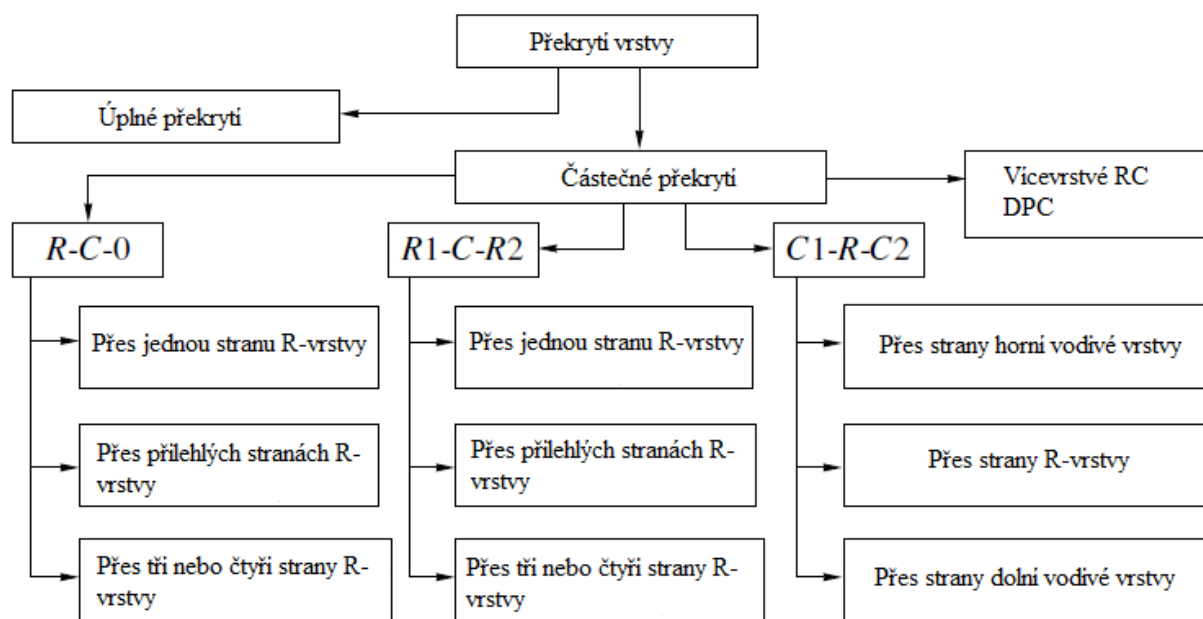 Překrytí vrstvy
Úplné překrytí
Částečné překrytí
Vícevrstvé RC
DPC
R-C-0
R1-C-R2
C1-R-C2
Přes jednou stranu R-vrstvy
Přes jednou stranu R-vrstvy
Přes strany horní vodivé vrstvy
Přes přilehlých stranách R-
vrstvy
Přes přilehlých stranách R-
vrstvy
Přes strany R-vrstvy
Přes tři nebo čtyři strany R-
vrstvy
Přes tři nebo čtyři strany R-
vrstvy
Přes strany dolní vodivé vrstvy